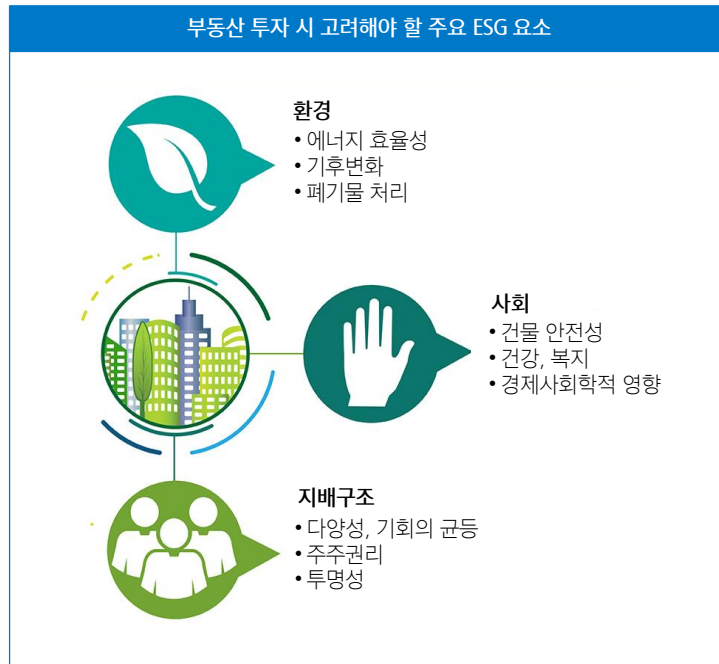 부동산 투자 시 고려해야 할 주요 ESG 요소
환경
• 에너지 효율성
• 기후변화
• 폐기물 처리
사회
• 건물 안전성
• 건강, 복지
• 경제사회학적 영향
지배구조
• 다양성, 기회의 균등
• 주주권리
• 투명성